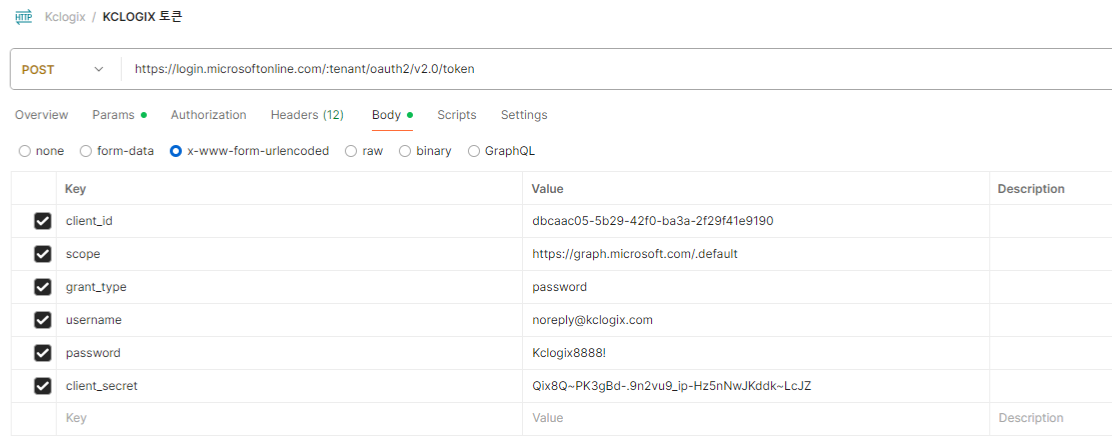 HTTP Kclogix / KCLOGIX 토큰
POST https://login.microsoftonline.com/:tenant/oauth2/v2.0/token
Overview Params Authorization Headers (12) Body Scripts Settings
none form-data x-www-form-urlencoded raw binary GraphQL
Key Value Description
client_id dbcaac05-5b29-42f0-ba3a-2f29f41e9190
scope https://graph.microsoft.com/.default
grant_type password
username noreply@kclogix.com
password Kclogix8888!
client_secret Qix8Q~PK3gBd-.9n2vu9_ip-Hz5nNwJKddk~LcJZ
Key Value Description